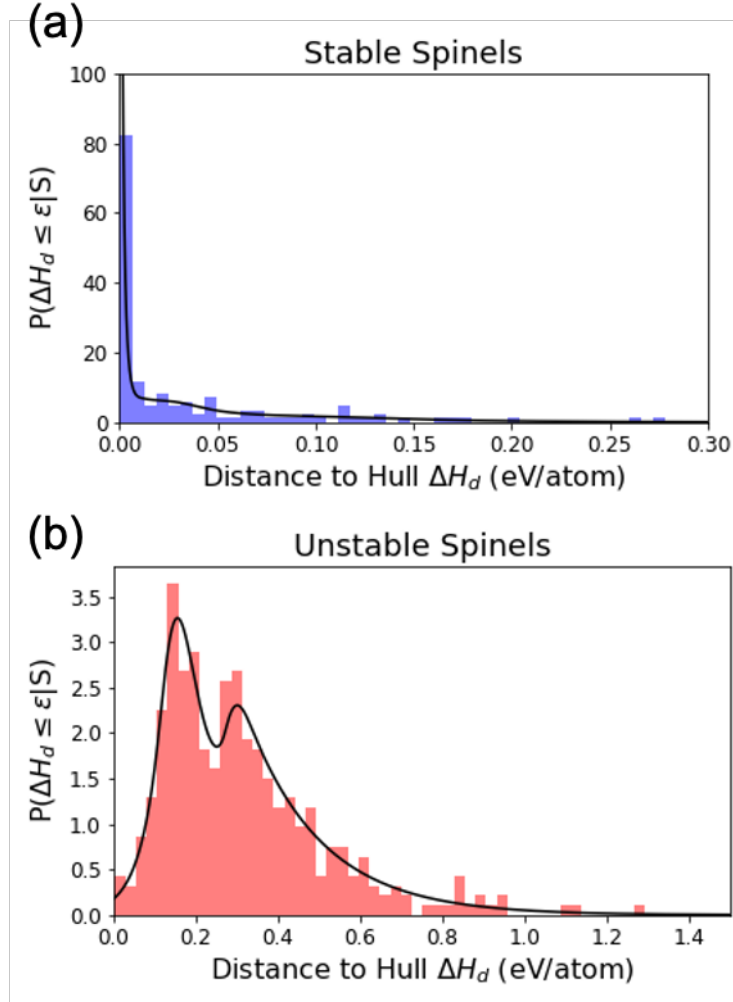 (a)
Stable Spinels
P(ΔH_d ≤ ε|S)
100
80
60
40
20
0
0.00 0.05 0.10 0.15 0.20 0.25 0.30
Distance to Hull ΔH_d (eV/atom)
(b)
Unstable Spinels
P(ΔH_d ≤ ε|S)
3.5
3.0
2.5
2.0
1.5
1.0
0.5
0.0
0.0 0.2 0.4 0.6 0.8 1.0 1.2 1.4
Distance to Hull ΔH_d (eV/atom)